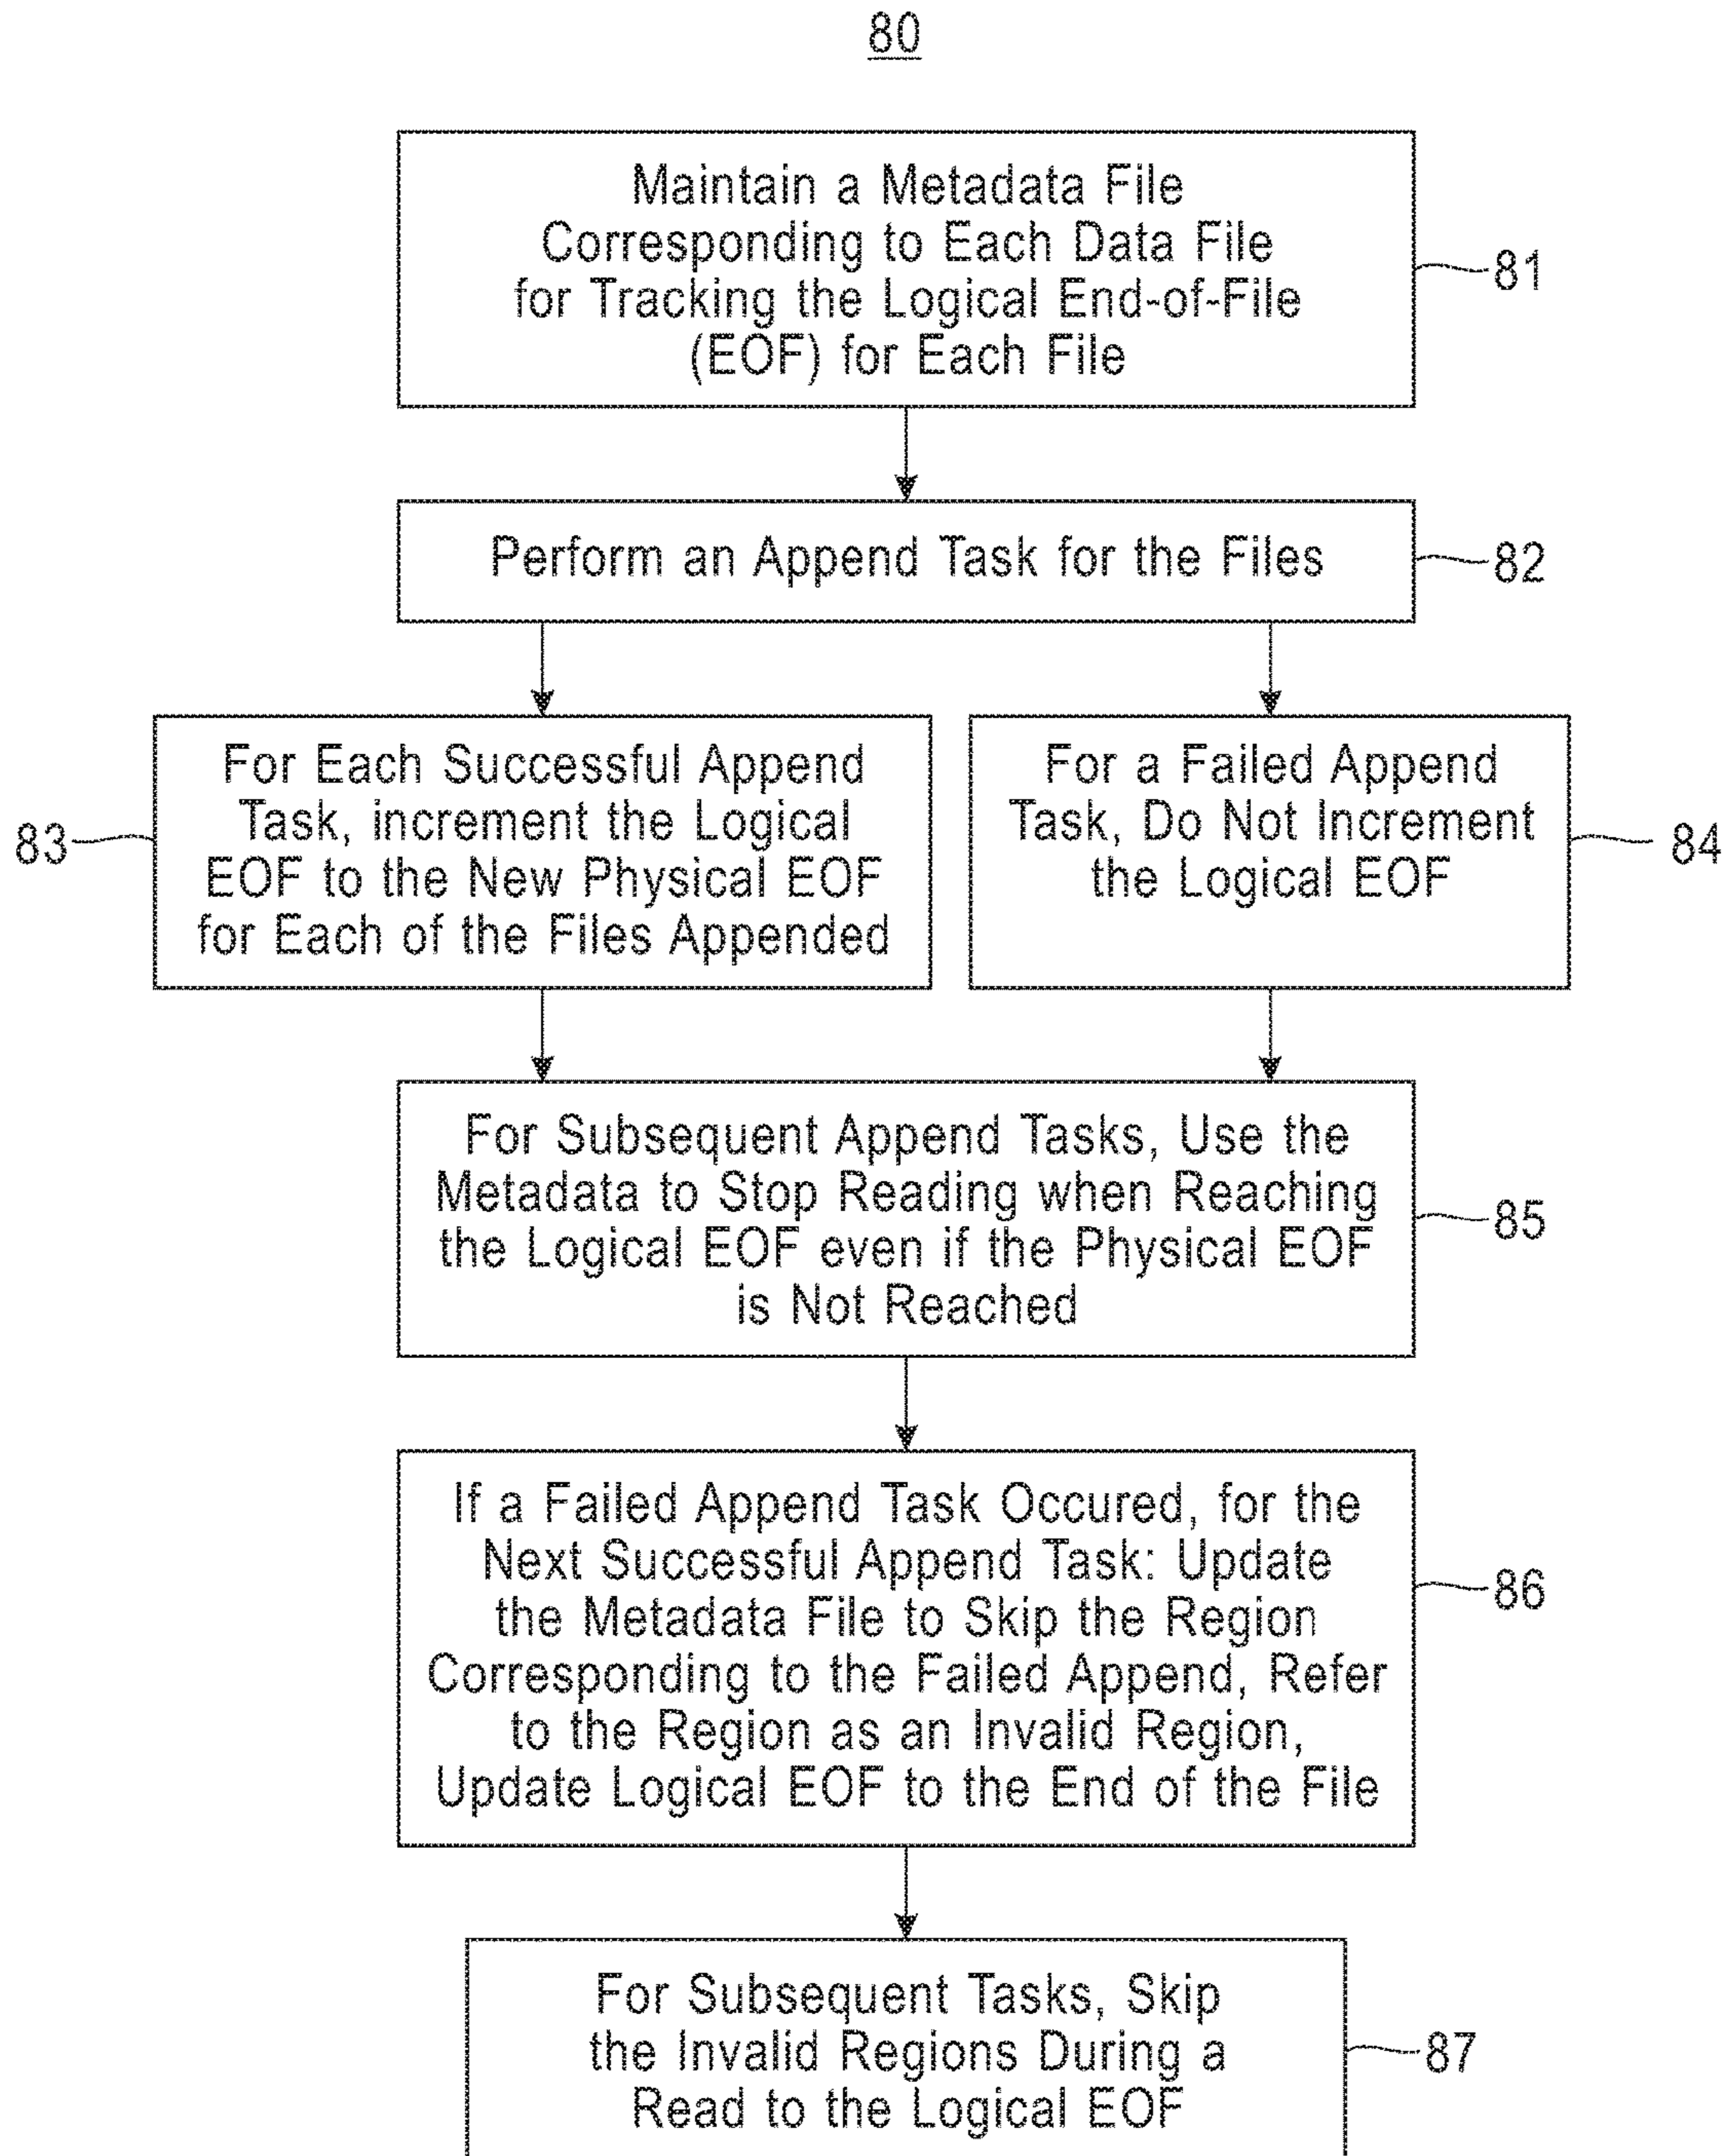 80
Maintain a Metadata File
Corresponding to Each Data File
for Tracking the Logical End-of-File
(EOF) for Each File
81
Perform an Append Task for the Files
82
For Each Successful Append
Task, increment the Logical
EOF to the New Physical EOF
for Each of the Files Appended
83
For a Failed Append
Task, Do Not Increment
the Logical EOF
84
For Subsequent Append Tasks, Use the
Metadata to Stop Reading when Reaching
the Logical EOF even if the Physical EOF
is Not Reached
85
If a Failed Append Task Occured, for the
Next Successful Append Task: Update
the Metadata File to Skip the Region
Corresponding to the Failed Append, Refer
to the Region as an Invalid Region,
Update Logical EOF to the End of the File
86
For Subsequent Tasks, Skip
the Invalid Regions During a
Read to the Logical EOF
87